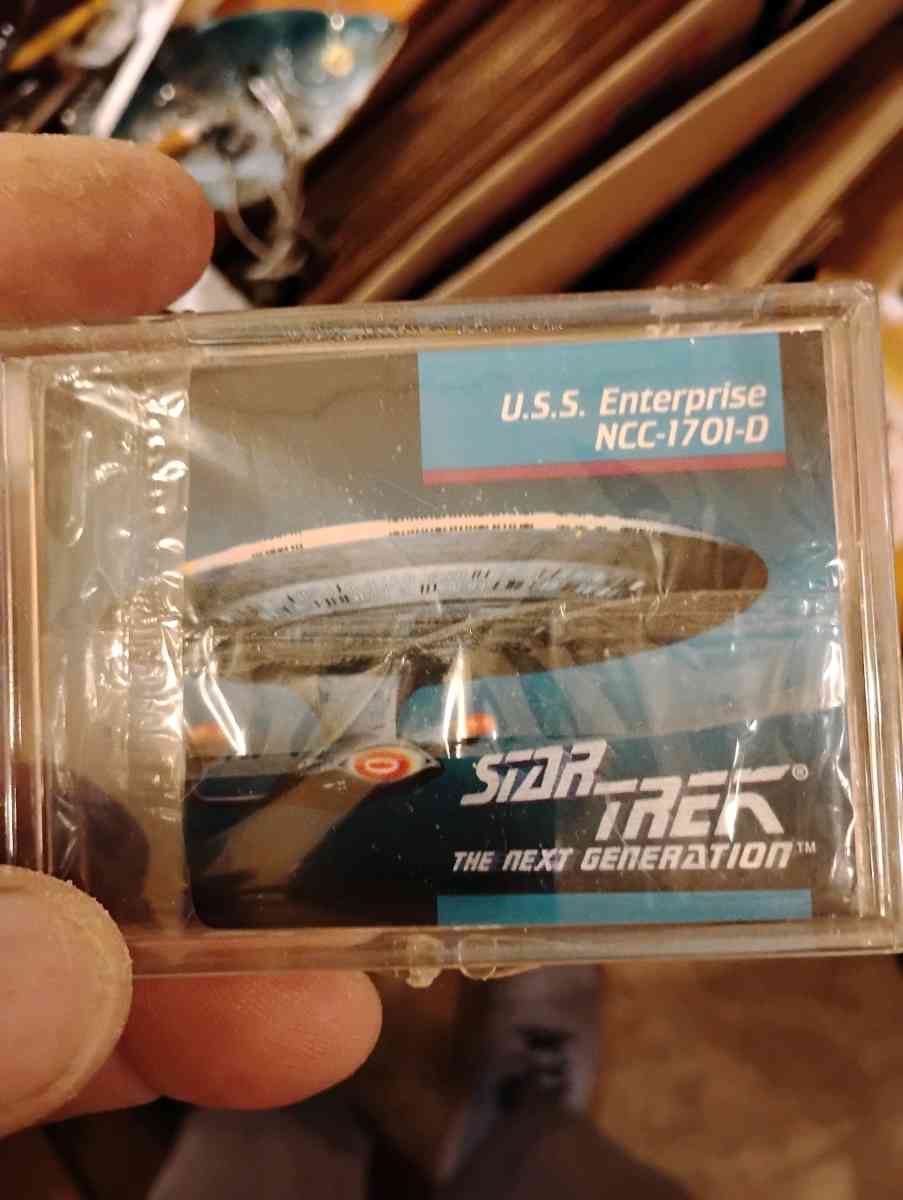 U.S.S. Enterprise
NCC-1701-D
STAR TREK®
THE NEXT GENERATION™